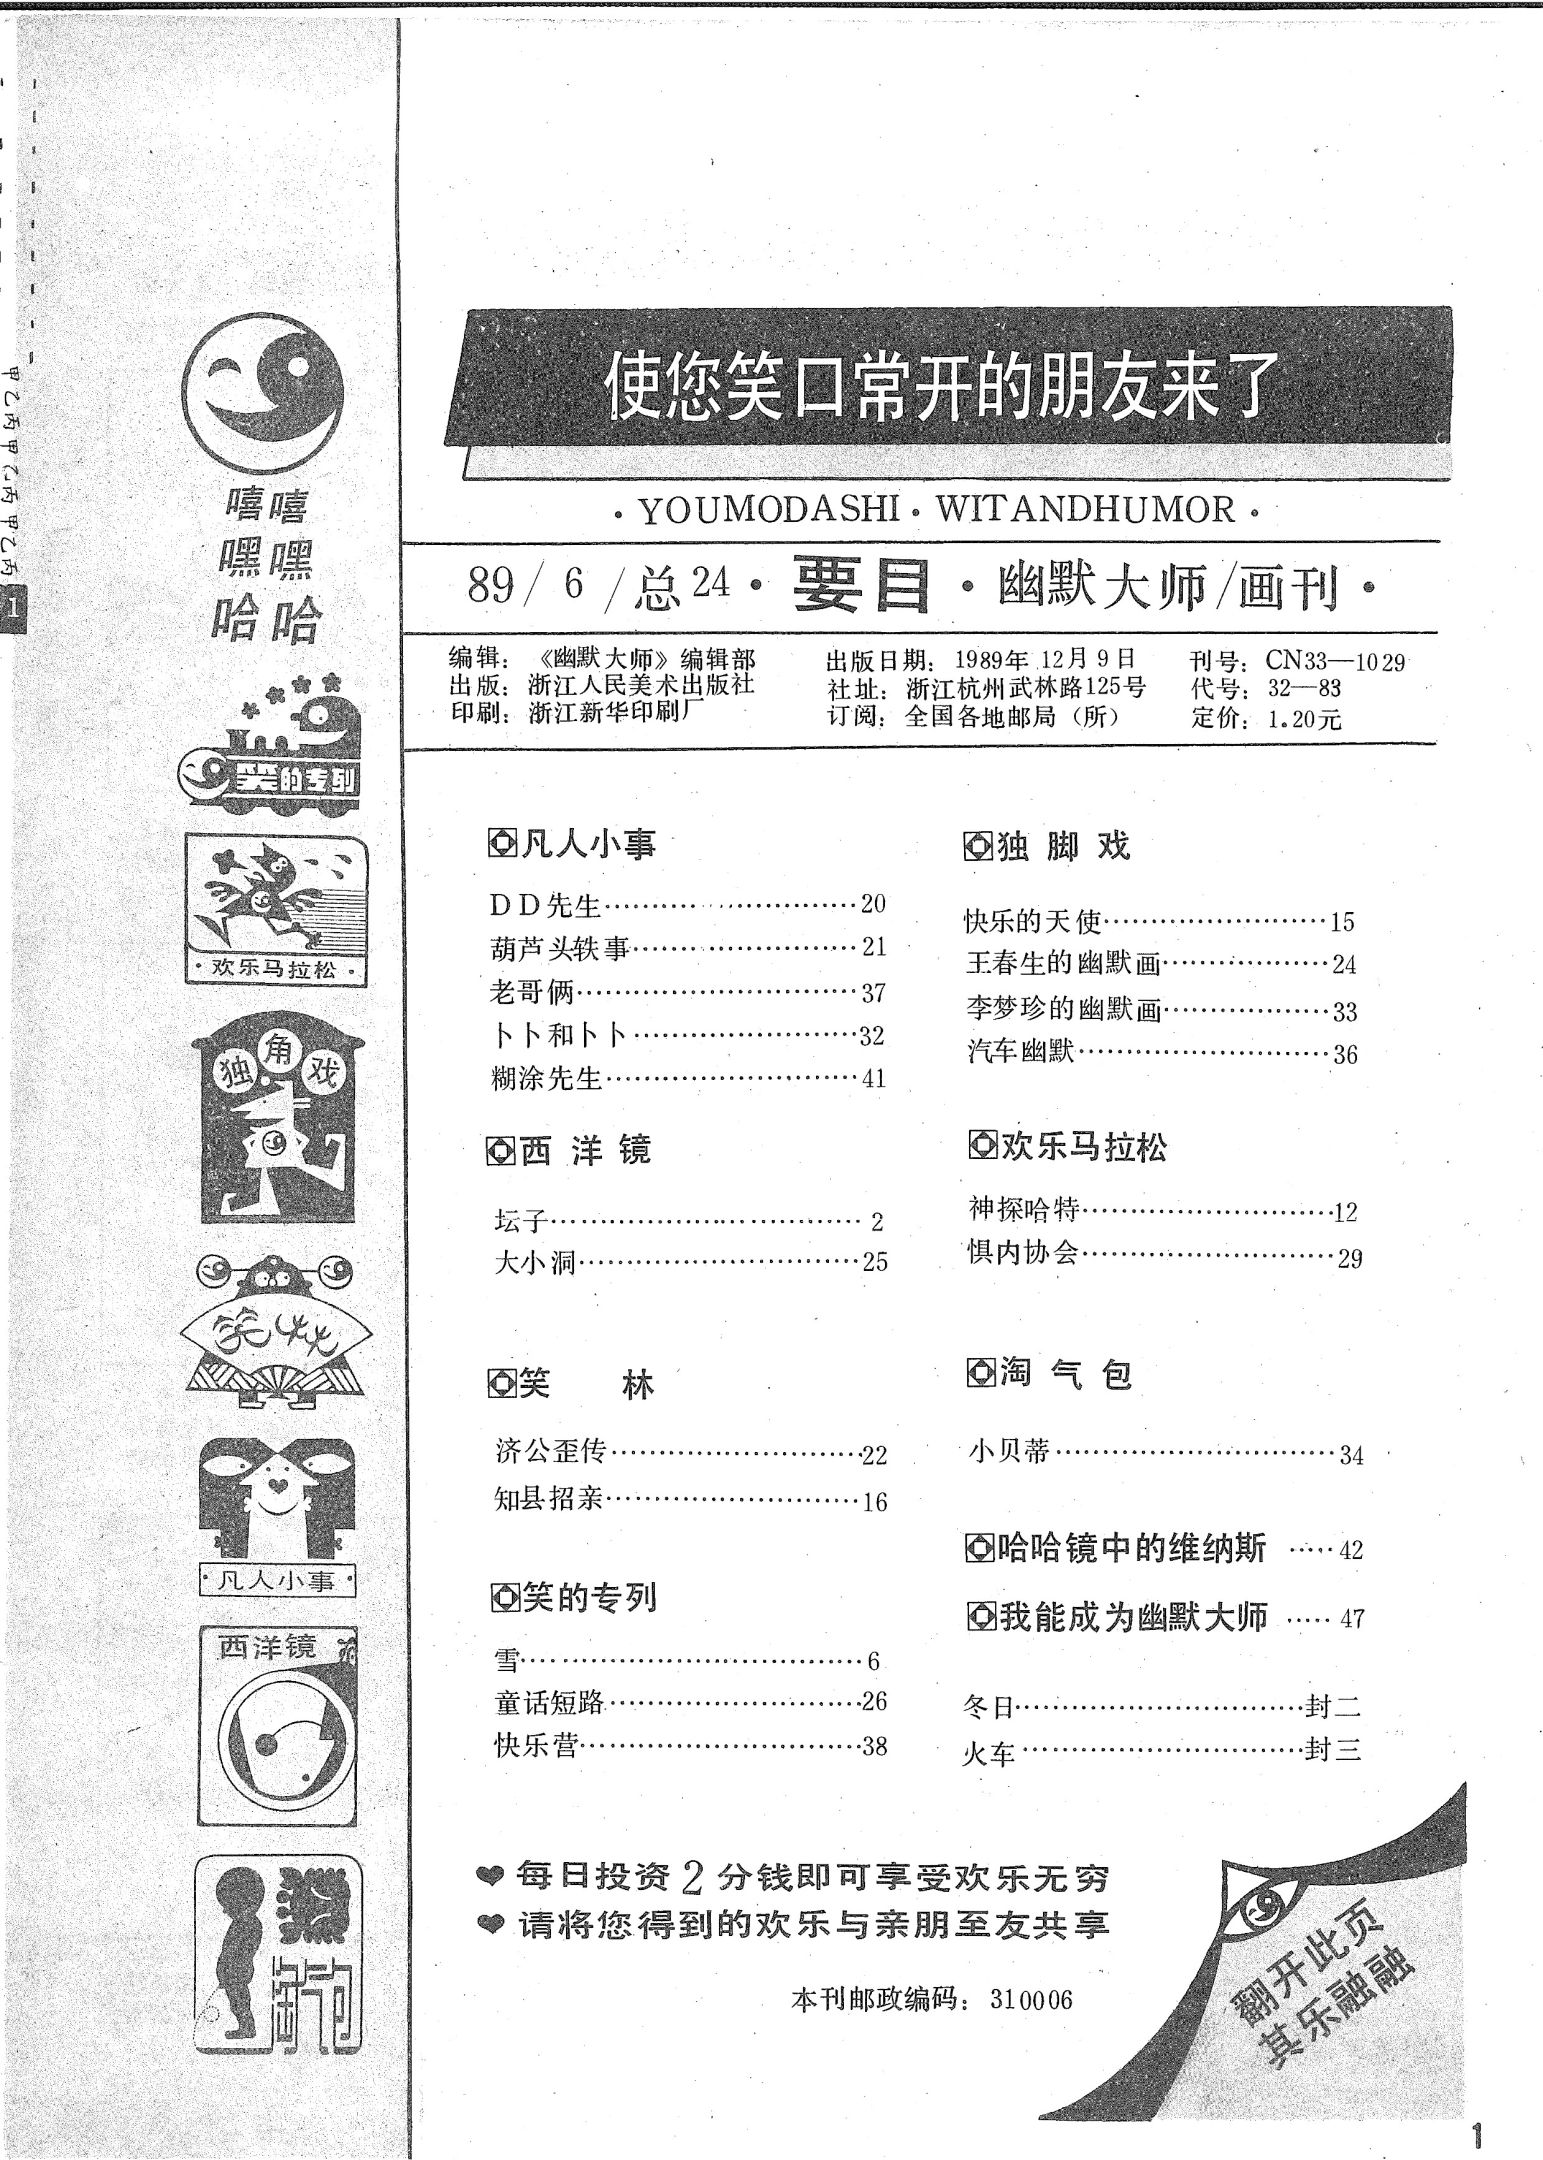 使您笑口常开的朋友来了
·YOUMODASHI·WITANDHUMOR·
89/6/总24·要目·幽默大师/画刊·
编辑：《幽默大师》编辑部
出版：浙江人民美术出版社
印刷：浙江新华印刷厂
出版日期：1989年12月9日
社址：浙江杭州武林路125号
订阅：全国各地邮局（所）
刊号：CN33—1029
代号：32—83
定价：1.20元
凡人小事
DD先生…………………………20
葫芦头轶事………………………21
老哥俩……………………………37
卜卜和卜卜………………………32
糊涂先生…………………………41
西洋镜
坛子……………………………2
大小洞……………………………25
笑林
济公歪传…………………………22
知县招亲…………………………16
笑的专列
雪…………………………………6
童话短路…………………………26
快乐营……………………………38
独脚戏
快乐的天使………………………15
王春生的幽默画…………………24
李梦珍的幽默画…………………33
汽车幽默…………………………36
欢乐马拉松
神探哈特…………………………12
惧内协会…………………………29
淘气包
小贝蒂……………………………34
哈哈镜中的维纳斯……42
我能成为幽默大师……47
冬日……………………………封二
火车……………………………封三
每日投资2分钱即可享受欢乐无穷
请将您得到的欢乐与亲朋至友共享
本刊邮政编码：310006
翻开此页
其乐融融
1
嘻嘻
嘿嘿
哈哈
笑的专列
·欢乐马拉松·
独角戏
笑林
·凡人小事·
西洋镜
甲乙丙甲乙丙甲乙丙
1